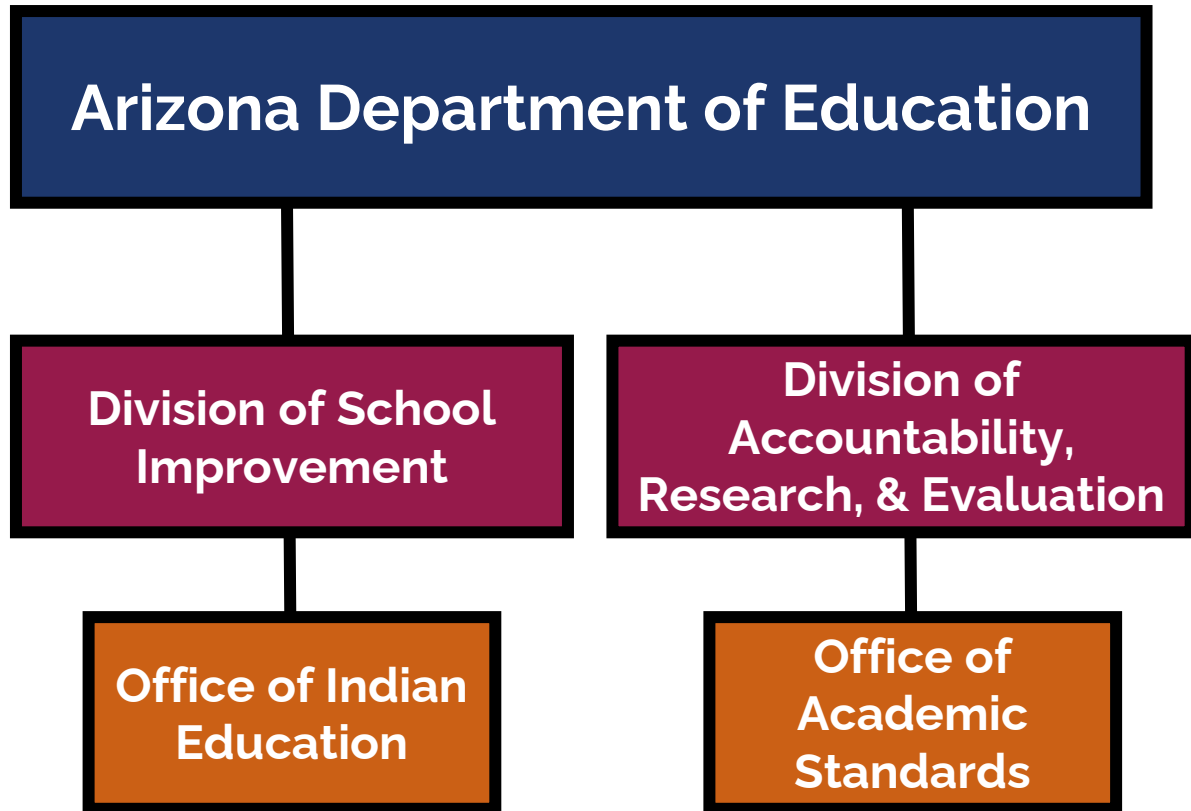 Arizona Department of Education
Division of School
Improvement
Division of
Accountability,
Research, & Evaluation
Office of Indian
Education
Office of
Academic
Standards